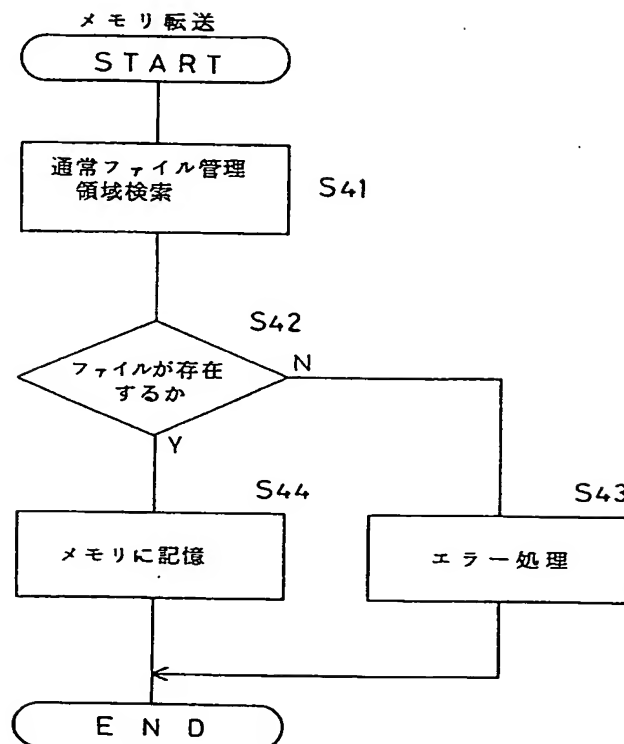 メモリ転送
START
通常ファイル管理
領域検索
S41
S42
ファイルが存在
するか
N
Y
S44
S43
メモリに記憶
エラー処理
END